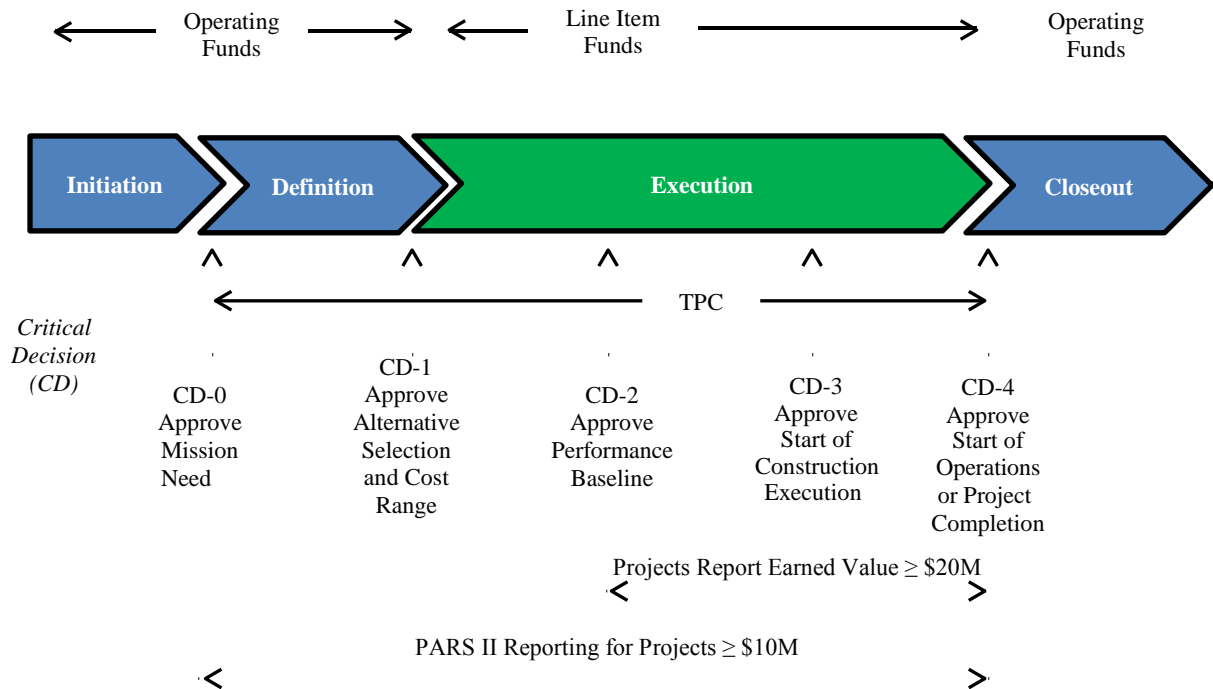 Operating
Funds
Line Item
Funds
Operating
Funds
Initiation
Definition
Execution
Closeout
TPC
Critical
Decision
(CD)
CD-0
Approve
Mission
Need
CD-1
Approve
Alternative
Selection
and Cost
Range
CD-2
Approve
Performance
Baseline
CD-3
Approve
Start of
Construction
Execution
CD-4
Approve
Start of
Operations
or Project
Completion
Projects Report Earned Value ≥ $20M
PARS II Reporting for Projects ≥ $10M